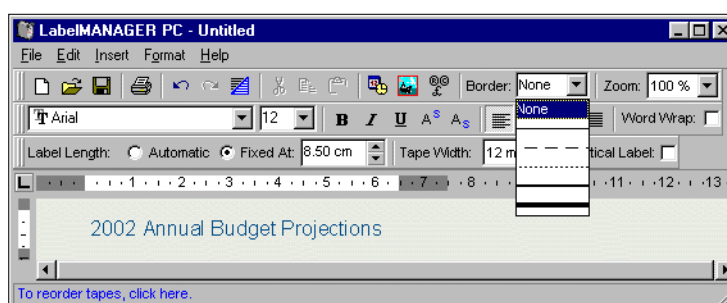 LabelMANAGER PC - Untitled
File Edit Insert Format Help
Border: None Zoom: 100 %
Arial 12 B I U A S A S Word Wrap:
None
Label Length: Automatic Fixed At: 8.50 cm Tape Width: 12 m tical Label:
L 1 2 3 4 5 6 7 8 11 12 13
2002 Annual Budget Projections
To reorder tapes, click here.